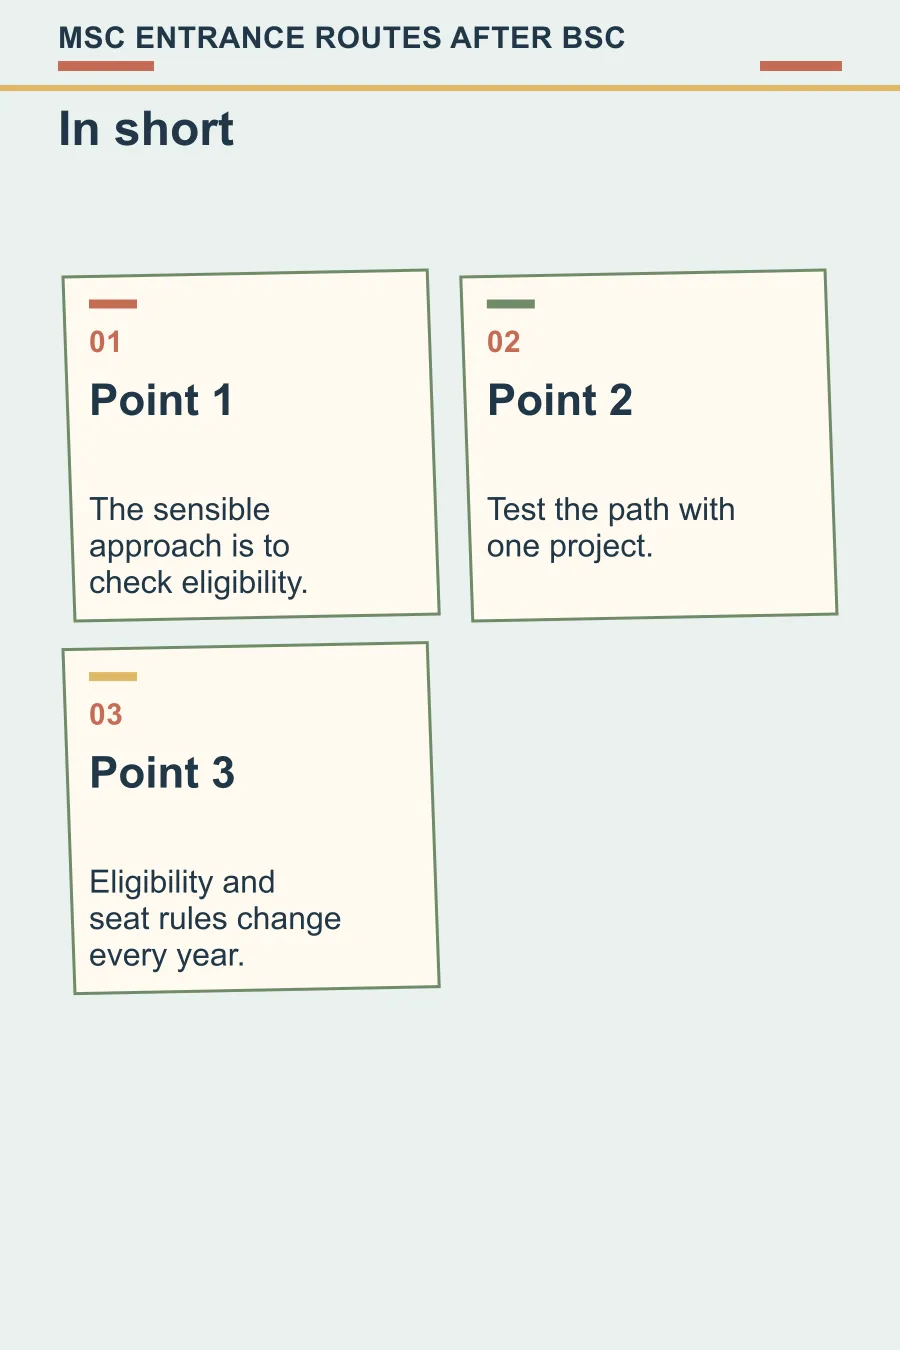 MSC ENTRANCE ROUTES AFTER BSC
In short
01
Point 1
The sensible
approach is to
check eligibility.
02
Point 2
Test the path with
one project.
03
Point 3
Eligibility and
seat rules change
every year.